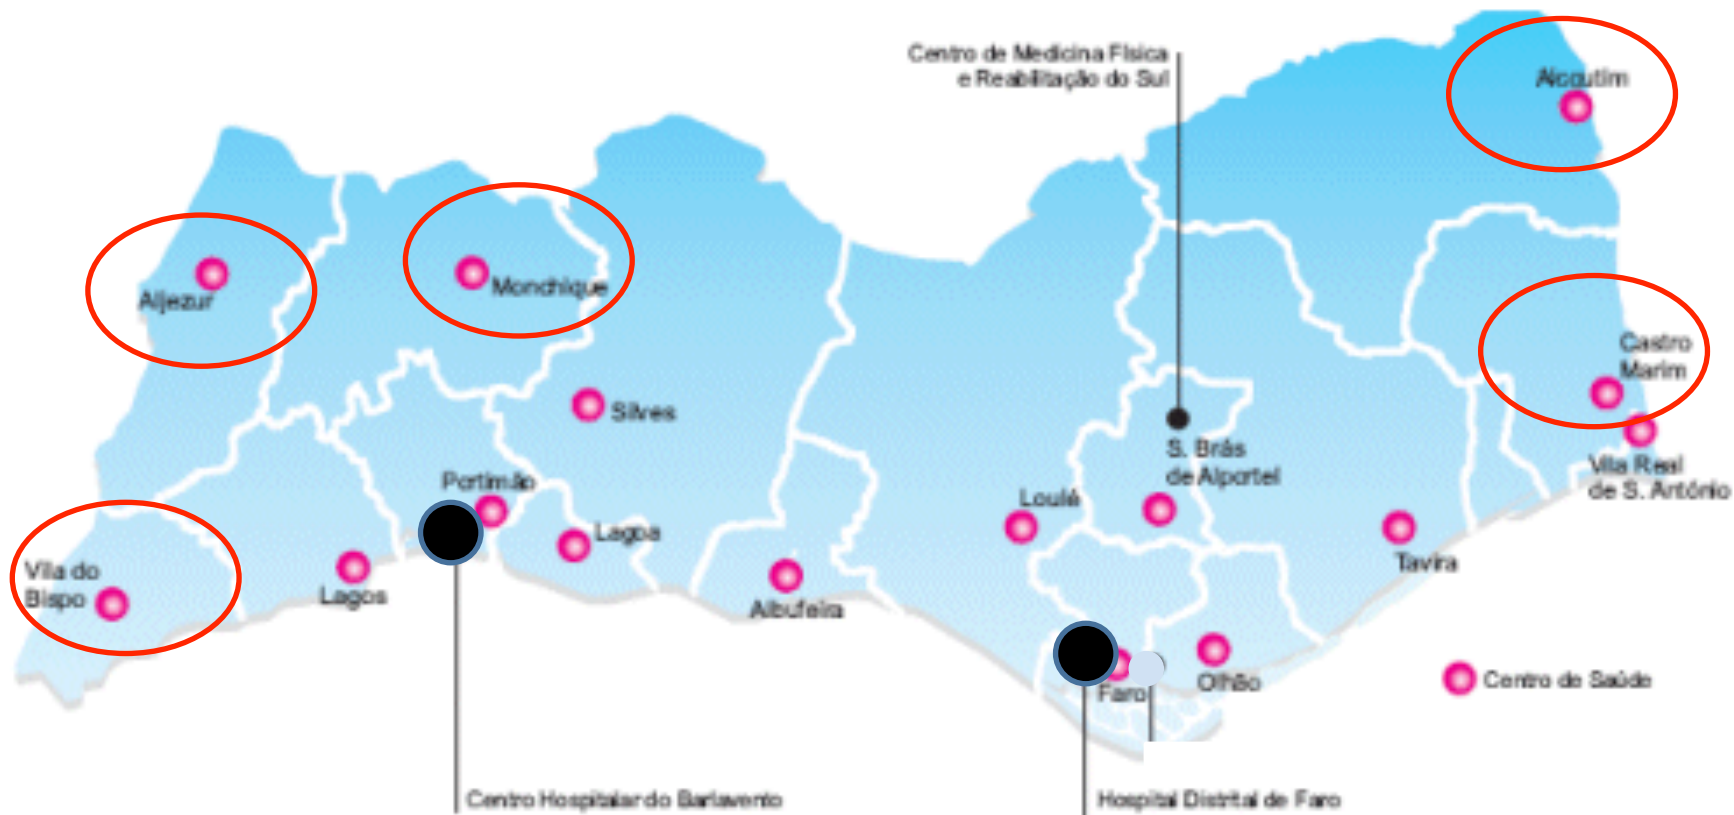 Centro de Medicina Física
e Reabilitação do Sul
Alcoutim
Aljezur
Monchique
Castro
Marim
Silves
S. Brás
de Alportel
Vila Real
de S. António
Portimão
Loulé
Lagoa
Tavira
Vila do
Bispo
Lagos
Albufeira
Faro
Olhão
Centro de Saúde
Centro Hospitalar do Barlavento
Hospital Distrital de Faro